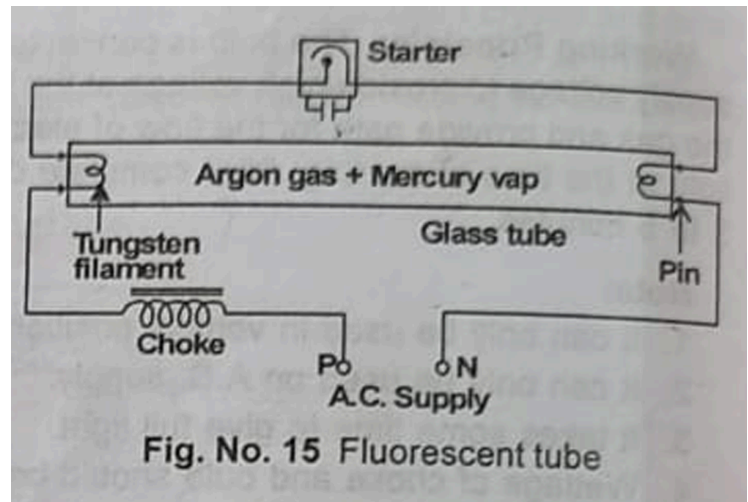 Starter
Argon gas + Mercury vap
Glass tube
Tungsten
filament
Pin
Choke
P
N
A.C. Supply
Fig. No. 15 Fluorescent tube